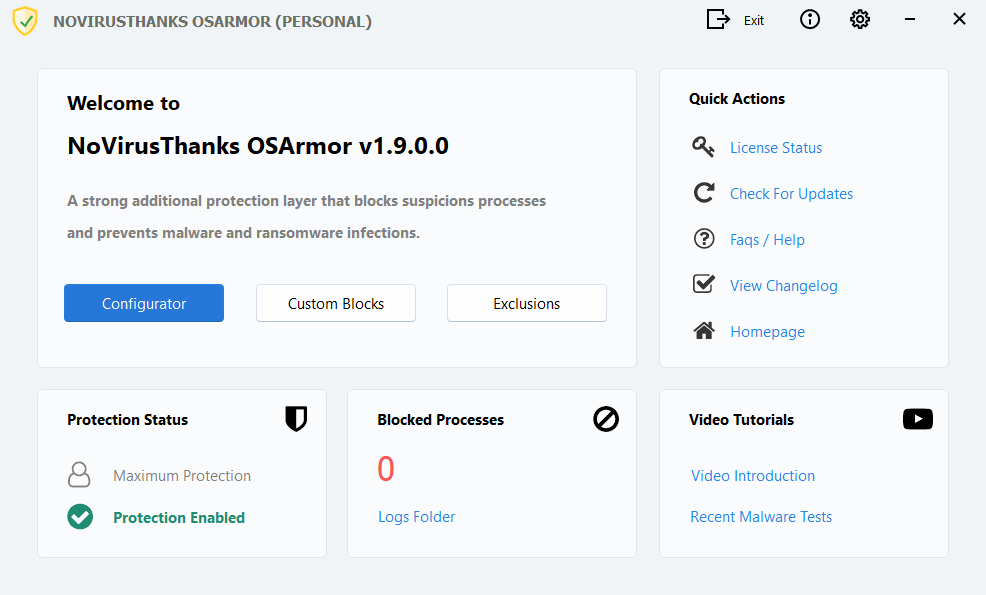 NOVIRUSTHANKS OSARMOR (PERSONAL)
Exit
Welcome to
NoVirusThanks OSArmor v1.9.0.0
A strong additional protection layer that blocks suspicions processes
and prevents malware and ransomware infections.
Configurator
Custom Blocks
Exclusions
Quick Actions
License Status
Check For Updates
Faqs / Help
View Changelog
Homepage
Protection Status
Maximum Protection
Protection Enabled
Blocked Processes
0
Logs Folder
Video Tutorials
Video Introduction
Recent Malware Tests